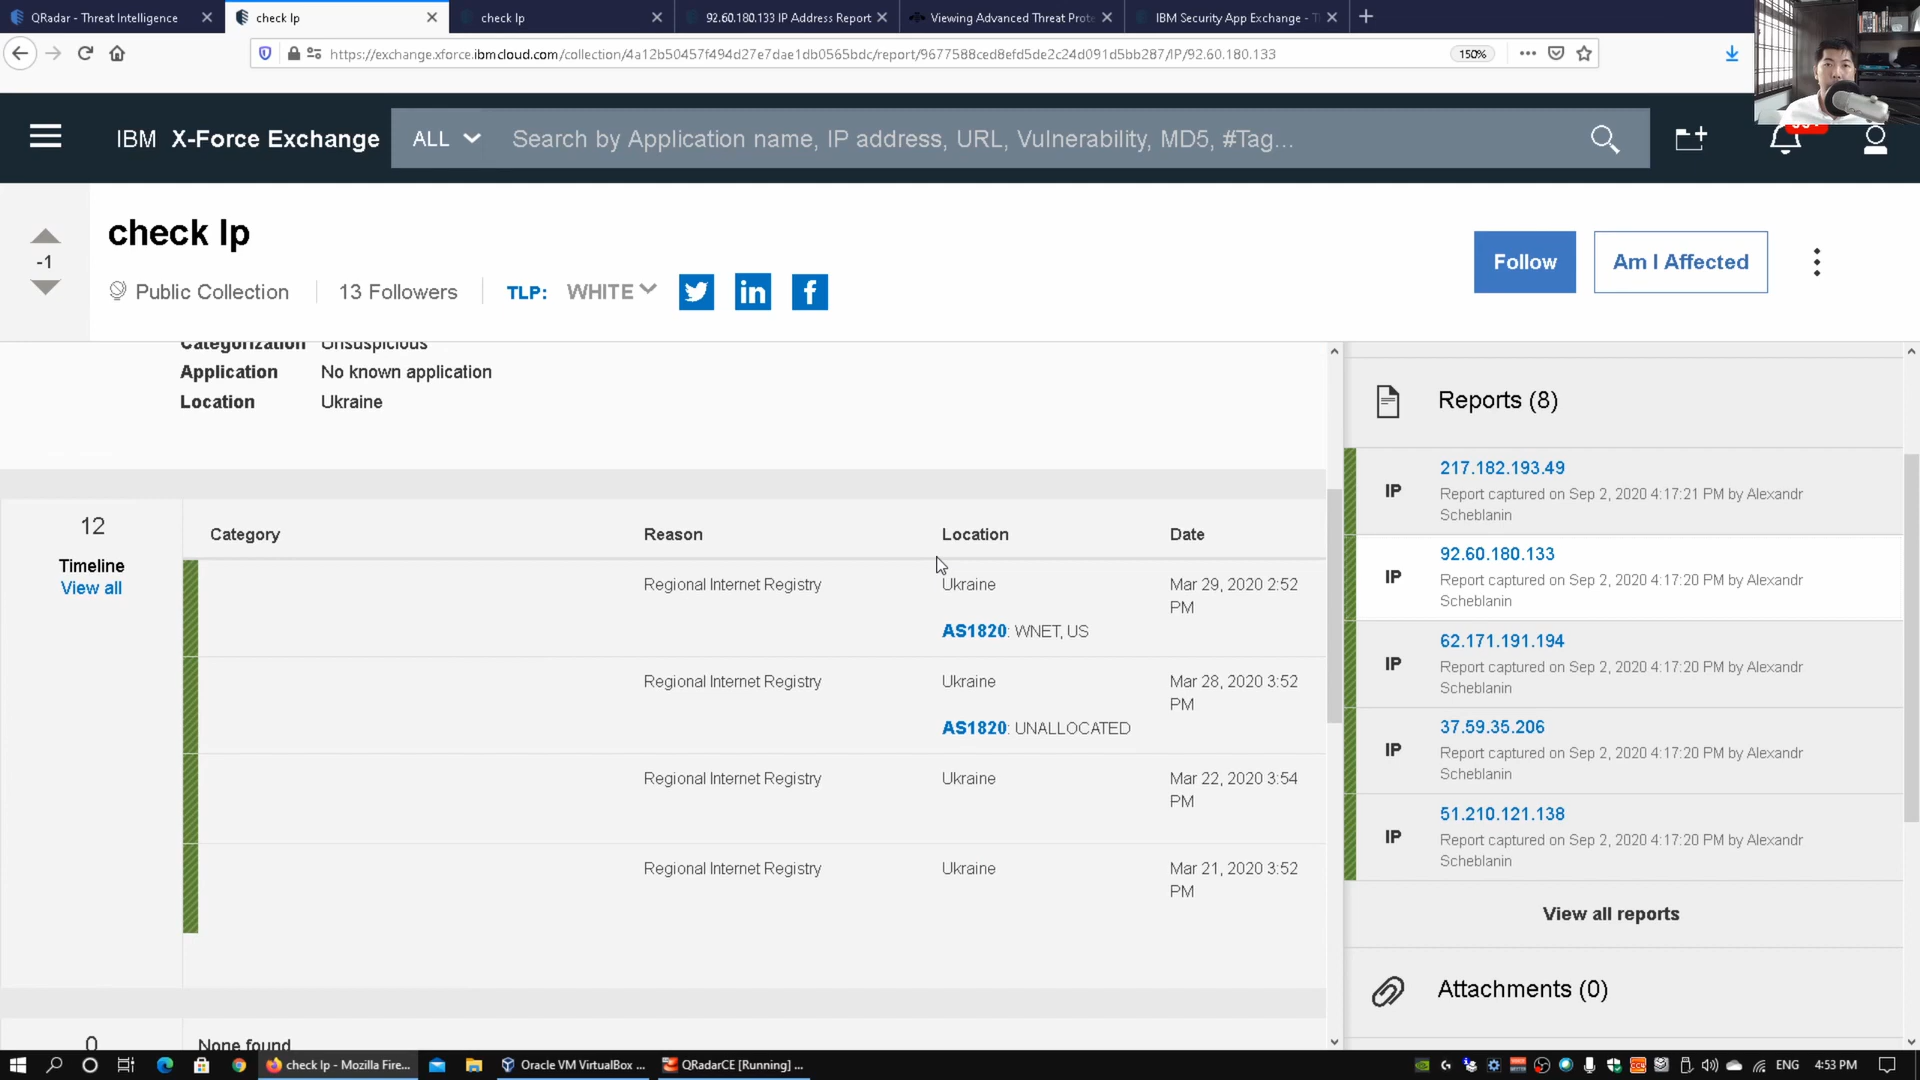 QRadar - Threat Intelligence
check Ip
check Ip
92.60.180.133 IP Address Report
Viewing Advanced Threat Prote
IBM Security App Exchange - T
https://exchange.xforce.ibmcloud.com/collection/4a12b50457f494d27e7dae1db0565bdc/report/9677588ced8efd5de2c24d091d5bb287/IP/92.60.180.133
150%
IBM X-Force Exchange
ALL
Search by Application name, IP address, URL, Vulnerability, MD5, #Tag...
check Ip
-1
Public Collection
13 Followers
TLP: WHITE
Follow
Am I Affected
Categorization Unsuspicious
Application No known application
Location Ukraine
12
Timeline
View all
Category Reason Location Date
Regional Internet Registry Ukraine Mar 29, 2020 2:52
PM
AS1820: WNET, US
Regional Internet Registry Ukraine Mar 28, 2020 3:52
PM
AS1820: UNALLOCATED
Regional Internet Registry Ukraine Mar 22, 2020 3:54
PM
Regional Internet Registry Ukraine Mar 21, 2020 3:52
PM
0
None found
Reports (8)
IP
217.182.193.49
Report captured on Sep 2, 2020 4:17:21 PM by Alexandr
Scheblanin
IP
92.60.180.133
Report captured on Sep 2, 2020 4:17:20 PM by Alexandr
Scheblanin
IP
62.171.191.194
Report captured on Sep 2, 2020 4:17:20 PM by Alexandr
Scheblanin
IP
37.59.35.206
Report captured on Sep 2, 2020 4:17:20 PM by Alexandr
Scheblanin
IP
51.210.121.138
Report captured on Sep 2, 2020 4:17:20 PM by Alexandr
Scheblanin
View all reports
Attachments (0)
check Ip - Mozilla Fire...
Oracle VM VirtualBox ...
QRadarCE [Running] ...
ENG
4:53 PM